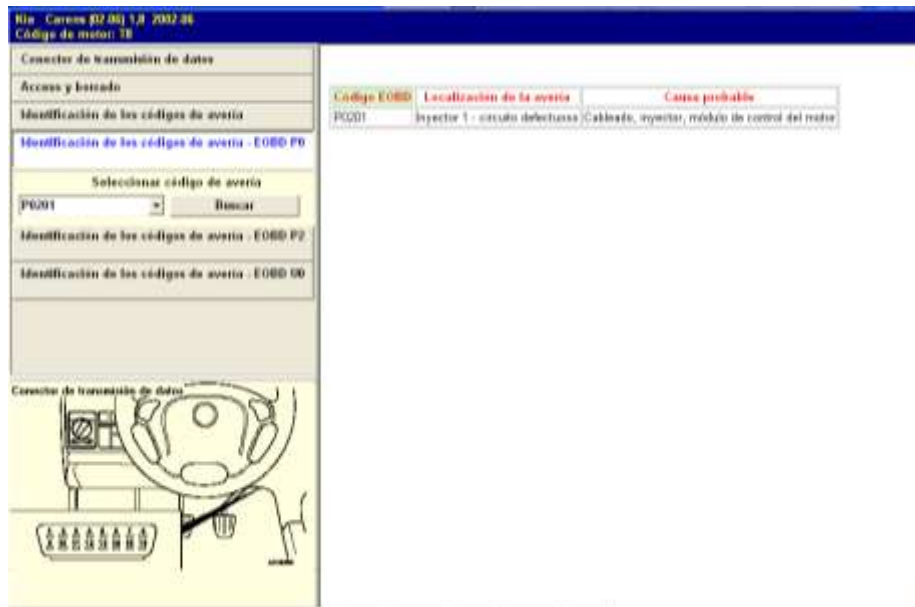 Kia Carens (02-06) 1,8 2002-06
Código de motor: T8
Conector de transmisión de datos
Acceso y borrado
Identificación de los códigos de avería
Identificación de los códigos de avería - EOBD P0
Seleccionar código de avería
P0201
Buscar
Identificación de los códigos de avería - EOBD P2
Identificación de los códigos de avería - EOBD U0
Conector de transmisión de datos
Código EOBD Localización de la avería Causa probable
P0201 Inyector 1 - circuito defectuoso Cableado, inyector, módulo de control del motor